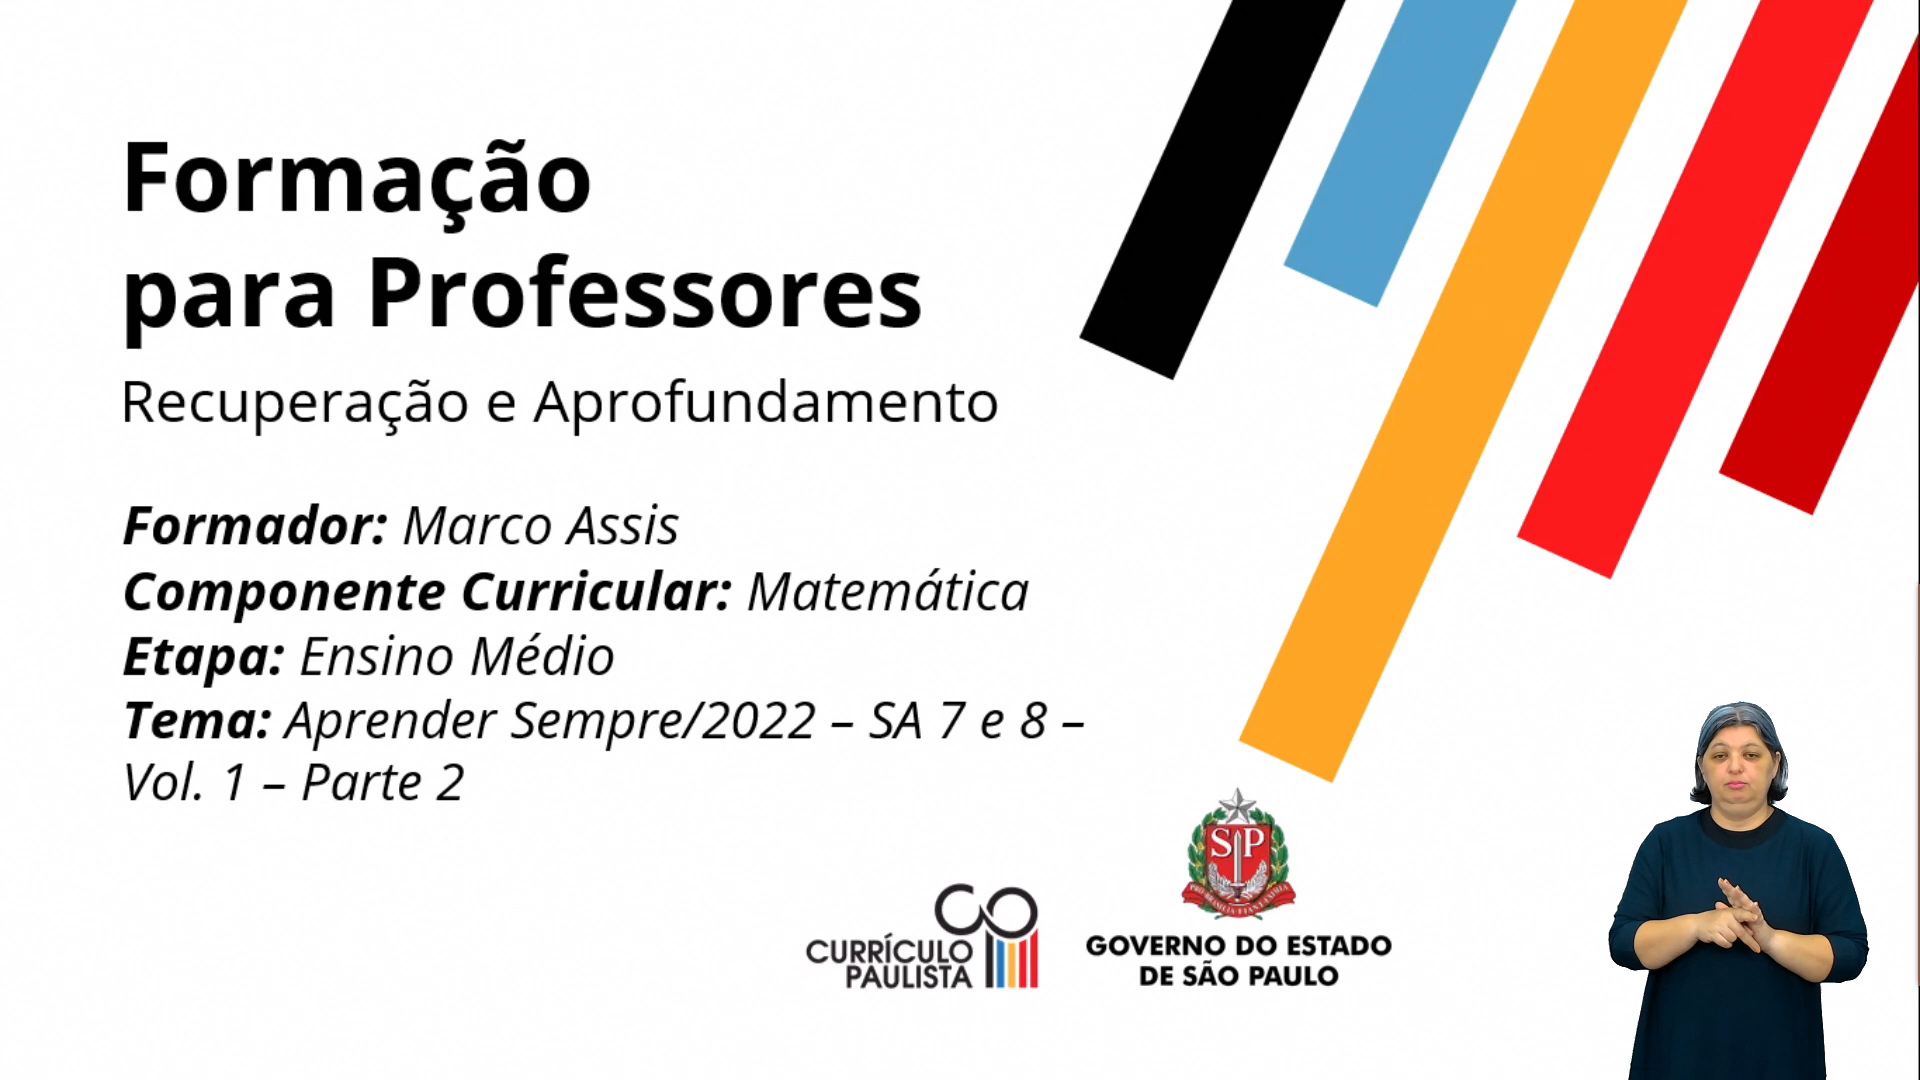 Formação
para Professores
Recuperação e Aprofundamento
Formador: Marco Assis
Componente Curricular: Matemática
Etapa: Ensino Médio
Tema: Aprender Sempre/2022 – SA 7 e 8 –
Vol. 1 – Parte 2
CURRÍCULO
PAULISTA
SP
GOVERNO DO ESTADO
DE SÃO PAULO